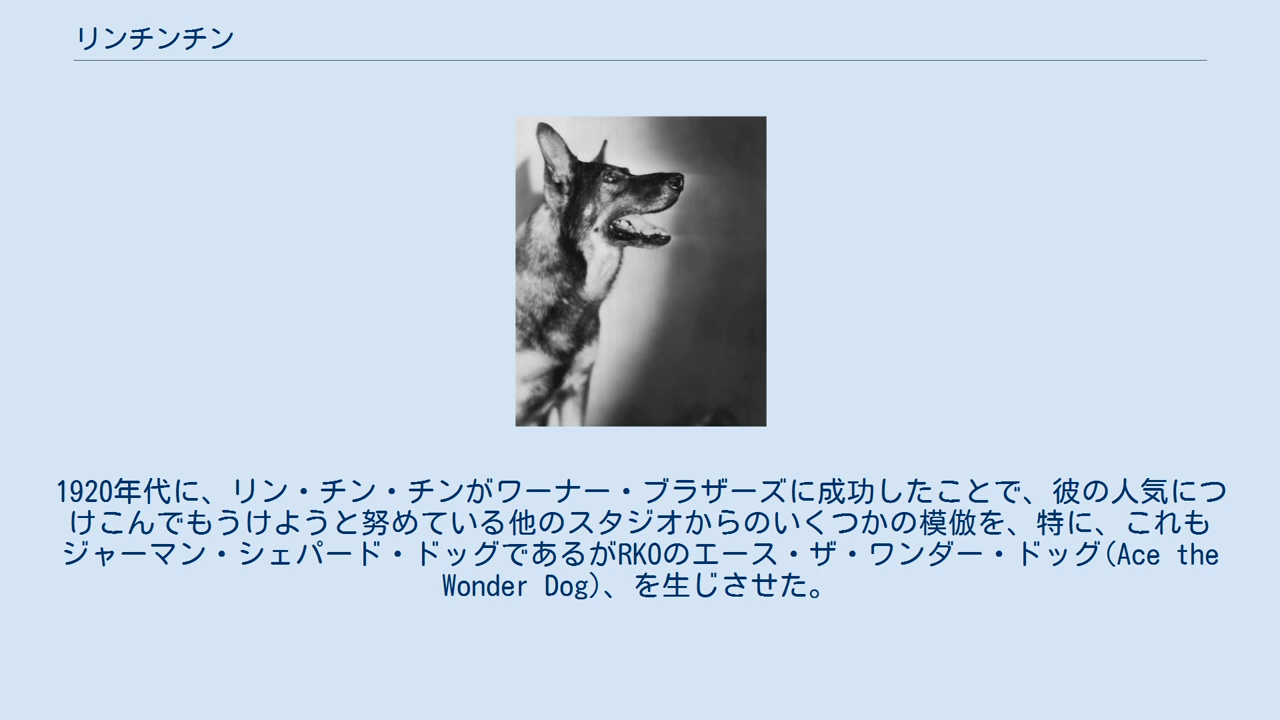 リンチンチン
1920年代に、リン・チン・チンがワーナー・ブラザーズに成功したことで、彼の人気につ
けこんでもうけようと努めている他のスタジオからのいくつかの模倣を、特に、これも
ジャーマン・シェパード・ドッグであるがRKOのエース・ザ・ワンダー・ドッグ(Ace the
Wonder Dog)、を生じさせた。